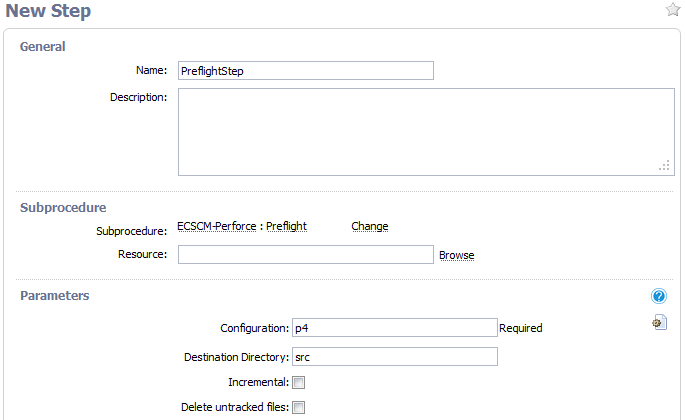 New Step
General
Name: PreflightStep
Description:
Subprocedure
Subprocedure: ECSCM-Perforce : Preflight Change
Resource: Browse
Parameters
Configuration: p4 Required
Destination Directory: src
Incremental:
Delete untracked files: